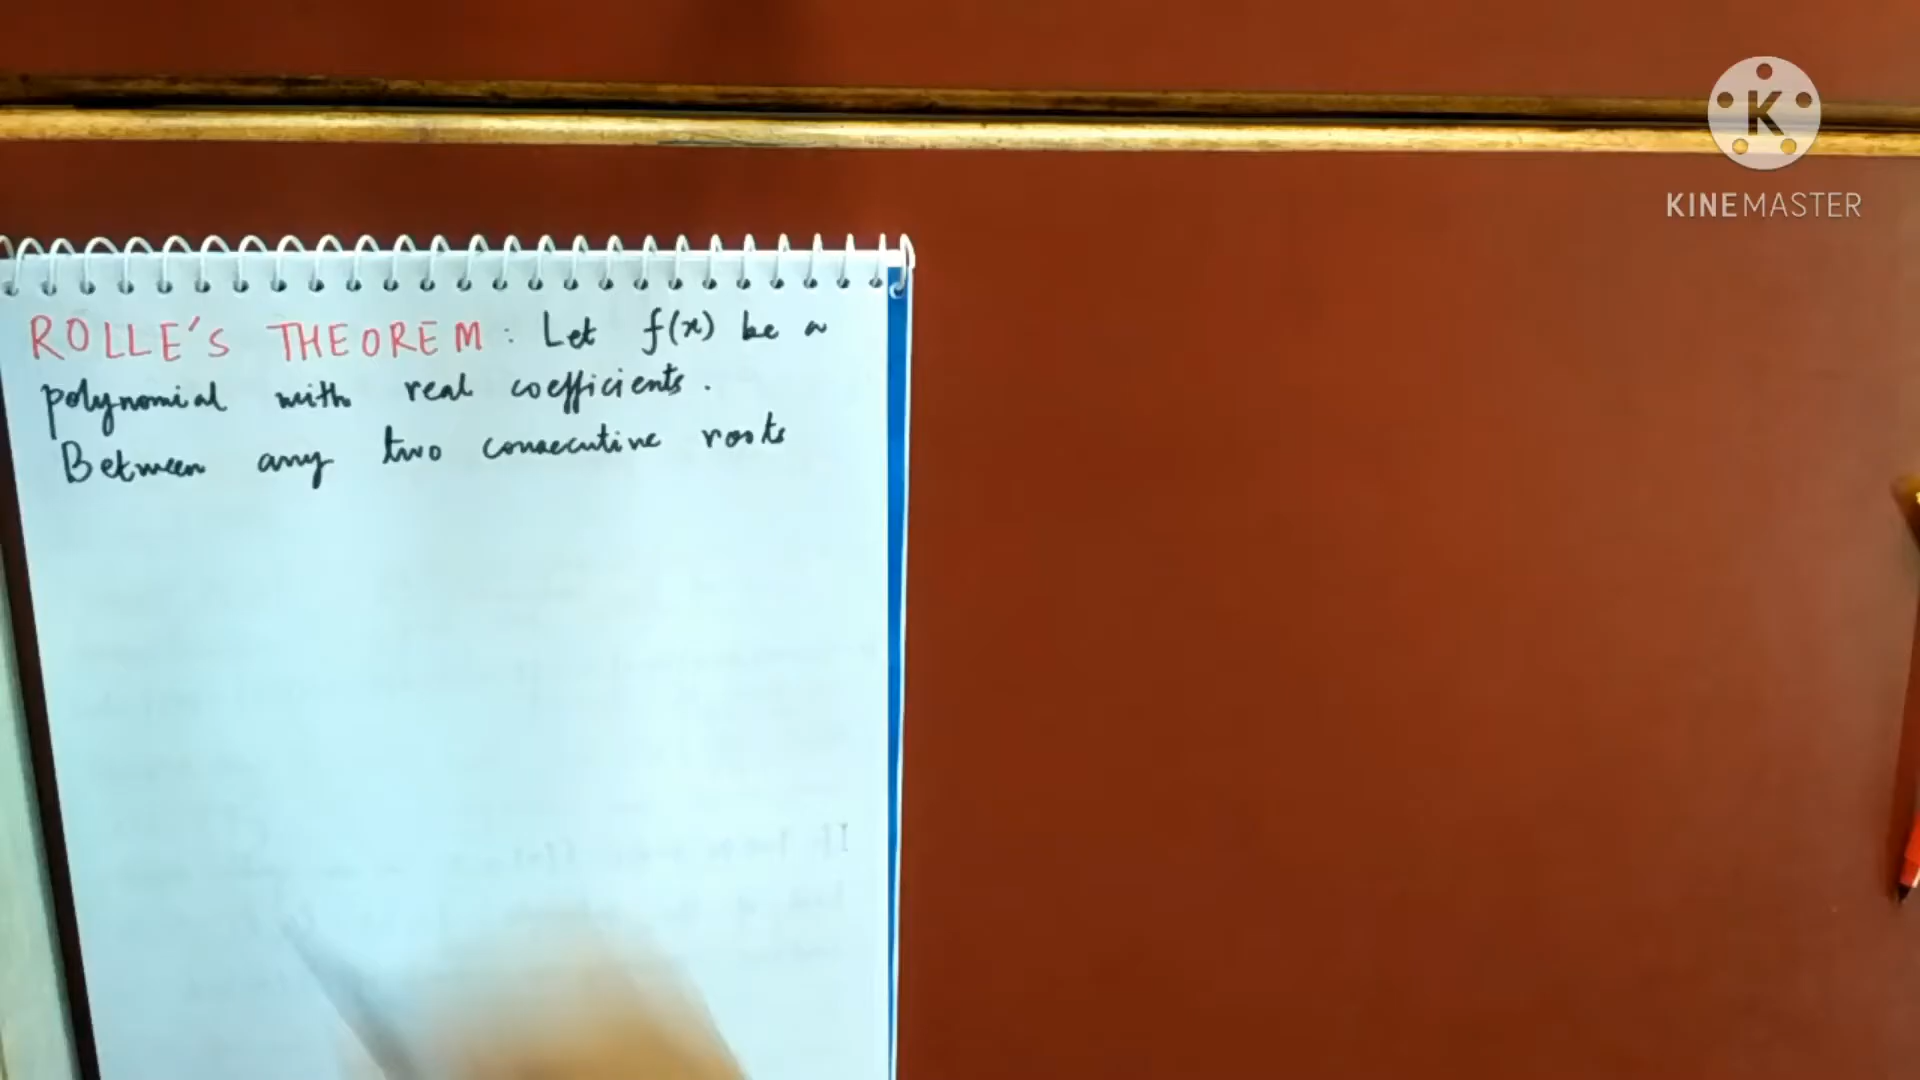 ROLLE'S THEOREM : Let f(x) be a
polynomial with real coefficients.
Between any two consecutive roots
K
KINEMASTER